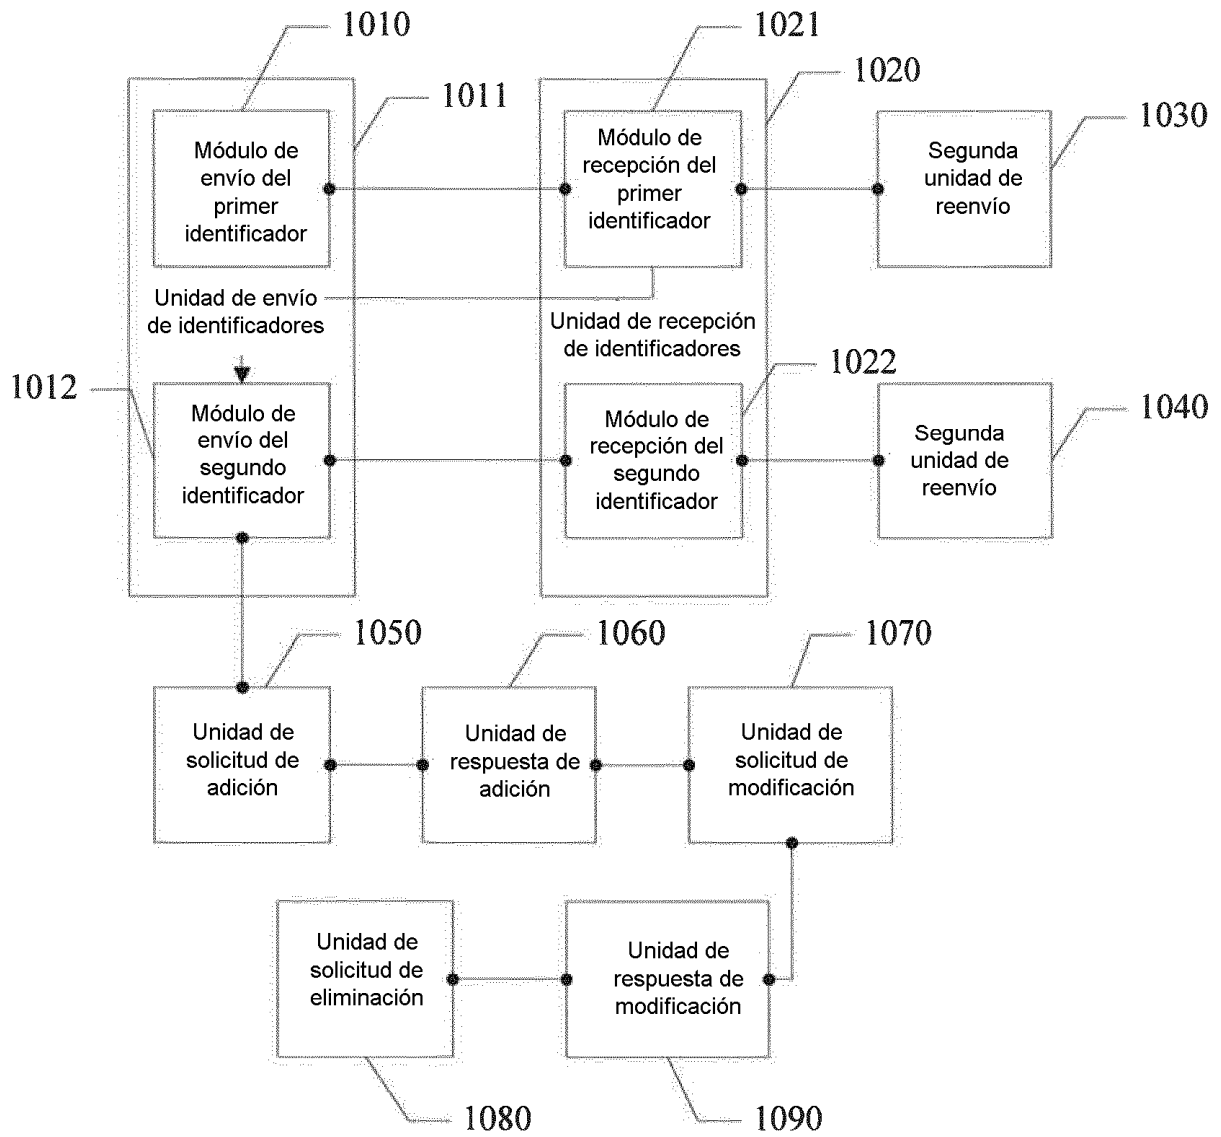 1010
1021
1020
1011
1030
Módulo de
envío del
primer
identificador
Módulo de
recepción del
primer
identificador
Segunda
unidad de
reenvío
Unidad de envío
de identificadores
Unidad de recepción
de identificadores
1012
1022
1040
Módulo de
envío del
segundo
identificador
Módulo de
recepción del
segundo
identificador
Segunda
unidad de
reenvío
1050
1060
1070
Unidad de
solicitud de
adición
Unidad de
respuesta de
adición
Unidad de
solicitud de
modificación
Unidad de
solicitud de
eliminación
Unidad de
respuesta de
modificación
1080
1090